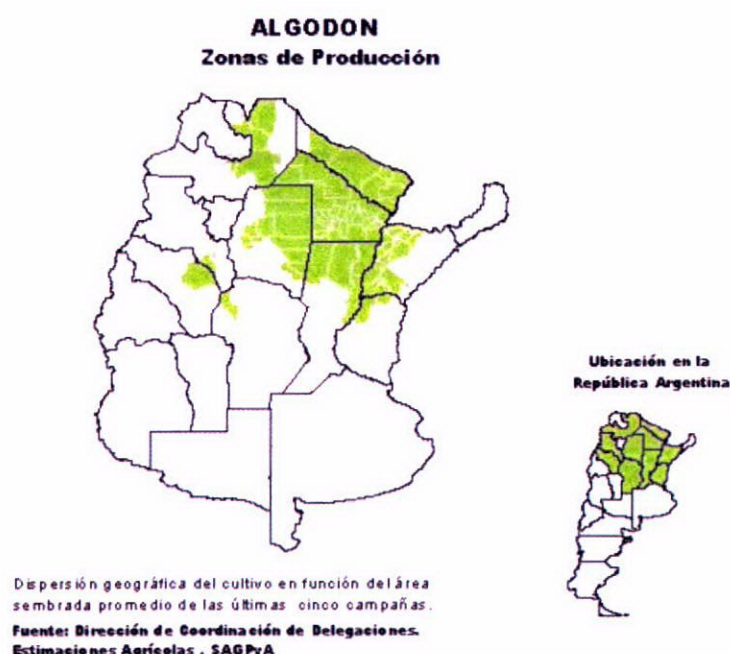 ALGODON
Zonas de Producción
Ubicación en la
República Argentina
Dispersión geográfica del cultivo en función del área
sembrada promedio de las últimas cinco campañas.
Fuente: Dirección de Coordinación de Delegaciones.
Estimaciones Agrícolas . SAGPyA